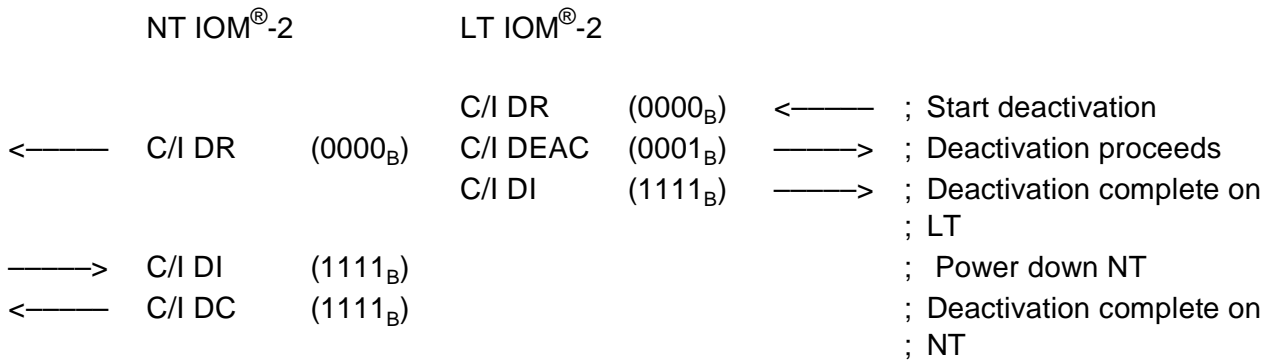 NT IOM®-2 LT IOM®-2
C/I DR (0000B) <––––– ; Start deactivation
<––––– C/I DR (0000B) C/I DEAC (0001B) –––––> ; Deactivation proceeds
C/I DI (1111B) –––––> ; Deactivation complete on
; LT
–––––> C/I DI (1111B) ; Power down NT
<––––– C/I DC (1111B) ; Deactivation complete on
; NT